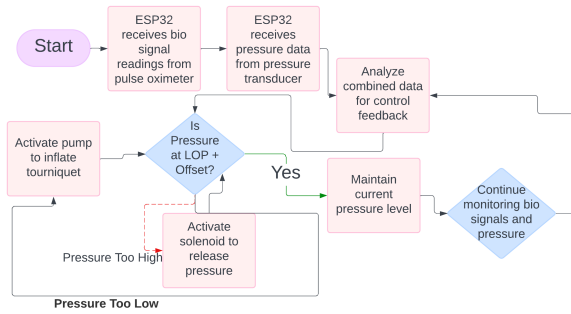 Start
ESP32
receives bio
signal
readings from
pulse oximeter
ESP32
receives
pressure data
from pressure
transducer
Analyze
combined data
for control
feedback
Is
Pressure
at LOP +
Offset?
Activate pump
to inflate
tourniquet
Yes
Maintain
current
pressure level
Continue
monitoring bio
signals and
pressure
Activate
solenoid to
release
pressure
Pressure Too High
Pressure Too Low